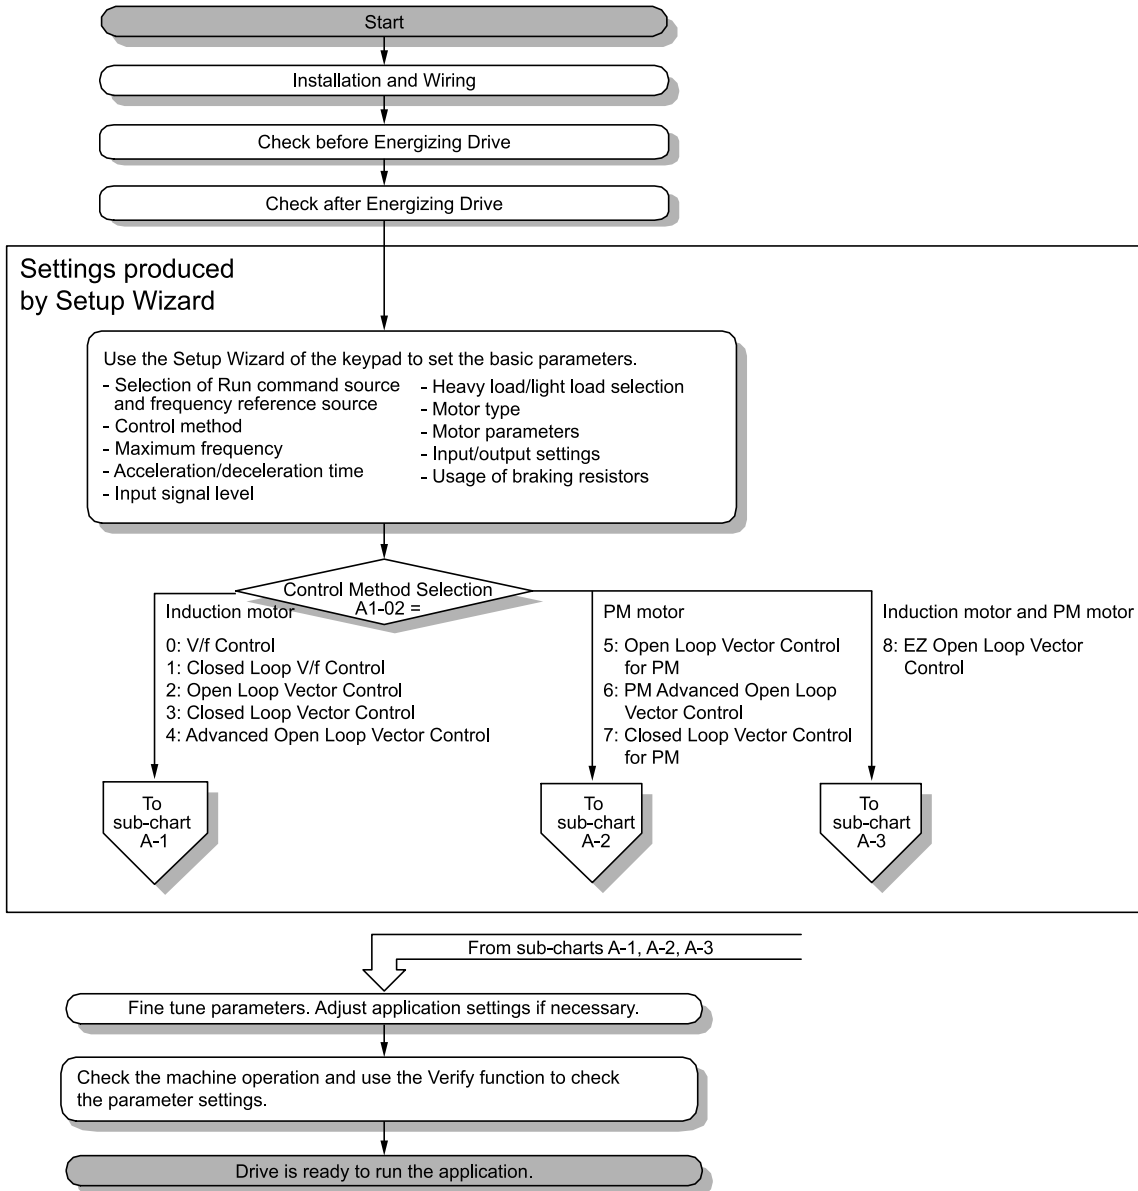 Start
Installation and Wiring
Check before Energizing Drive
Check after Energizing Drive
Settings produced
by Setup Wizard
Use the Setup Wizard of the keypad to set the basic parameters.
- Selection of Run command source
and frequency reference source
- Control method
- Maximum frequency
- Acceleration/deceleration time
- Input signal level
- Heavy load/light load selection
- Motor type
- Motor parameters
- Input/output settings
- Usage of braking resistors
Control Method Selection
A1-02 =
Induction motor
0: V/f Control
1: Closed Loop V/f Control
2: Open Loop Vector Control
3: Closed Loop Vector Control
4: Advanced Open Loop Vector Control
PM motor
5: Open Loop Vector Control
for PM
6: PM Advanced Open Loop
Vector Control
7: Closed Loop Vector Control
for PM
Induction motor and PM motor
8: EZ Open Loop Vector
Control
To
sub-chart
A-1
To
sub-chart
A-2
To
sub-chart
A-3
From sub-charts A-1, A-2, A-3
Fine tune parameters. Adjust application settings if necessary.
Check the machine operation and use the Verify function to check
the parameter settings.
Drive is ready to run the application.